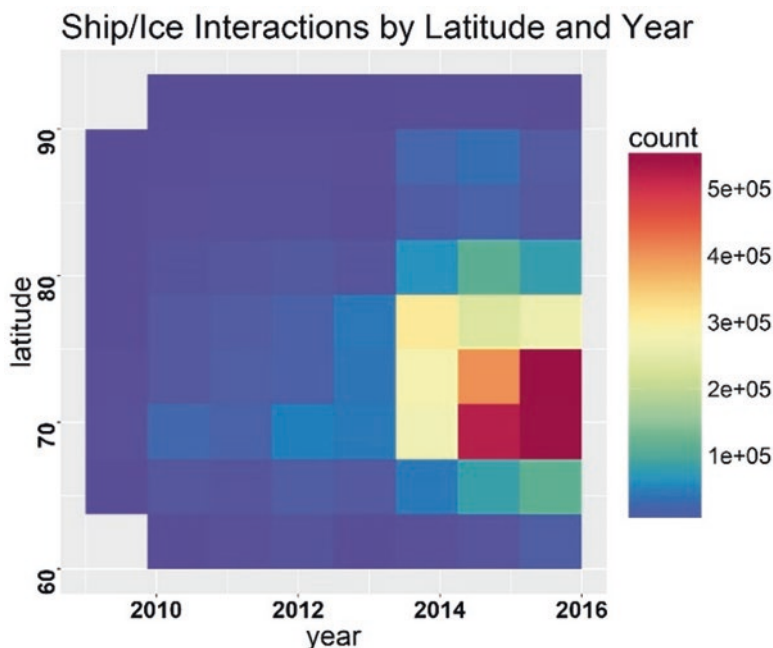 Ship/Ice Interactions by Latitude and Year
count
5e+05
4e+05
3e+05
2e+05
1e+05
latitude
90
80
70
60
2010 2012 2014 2016
year